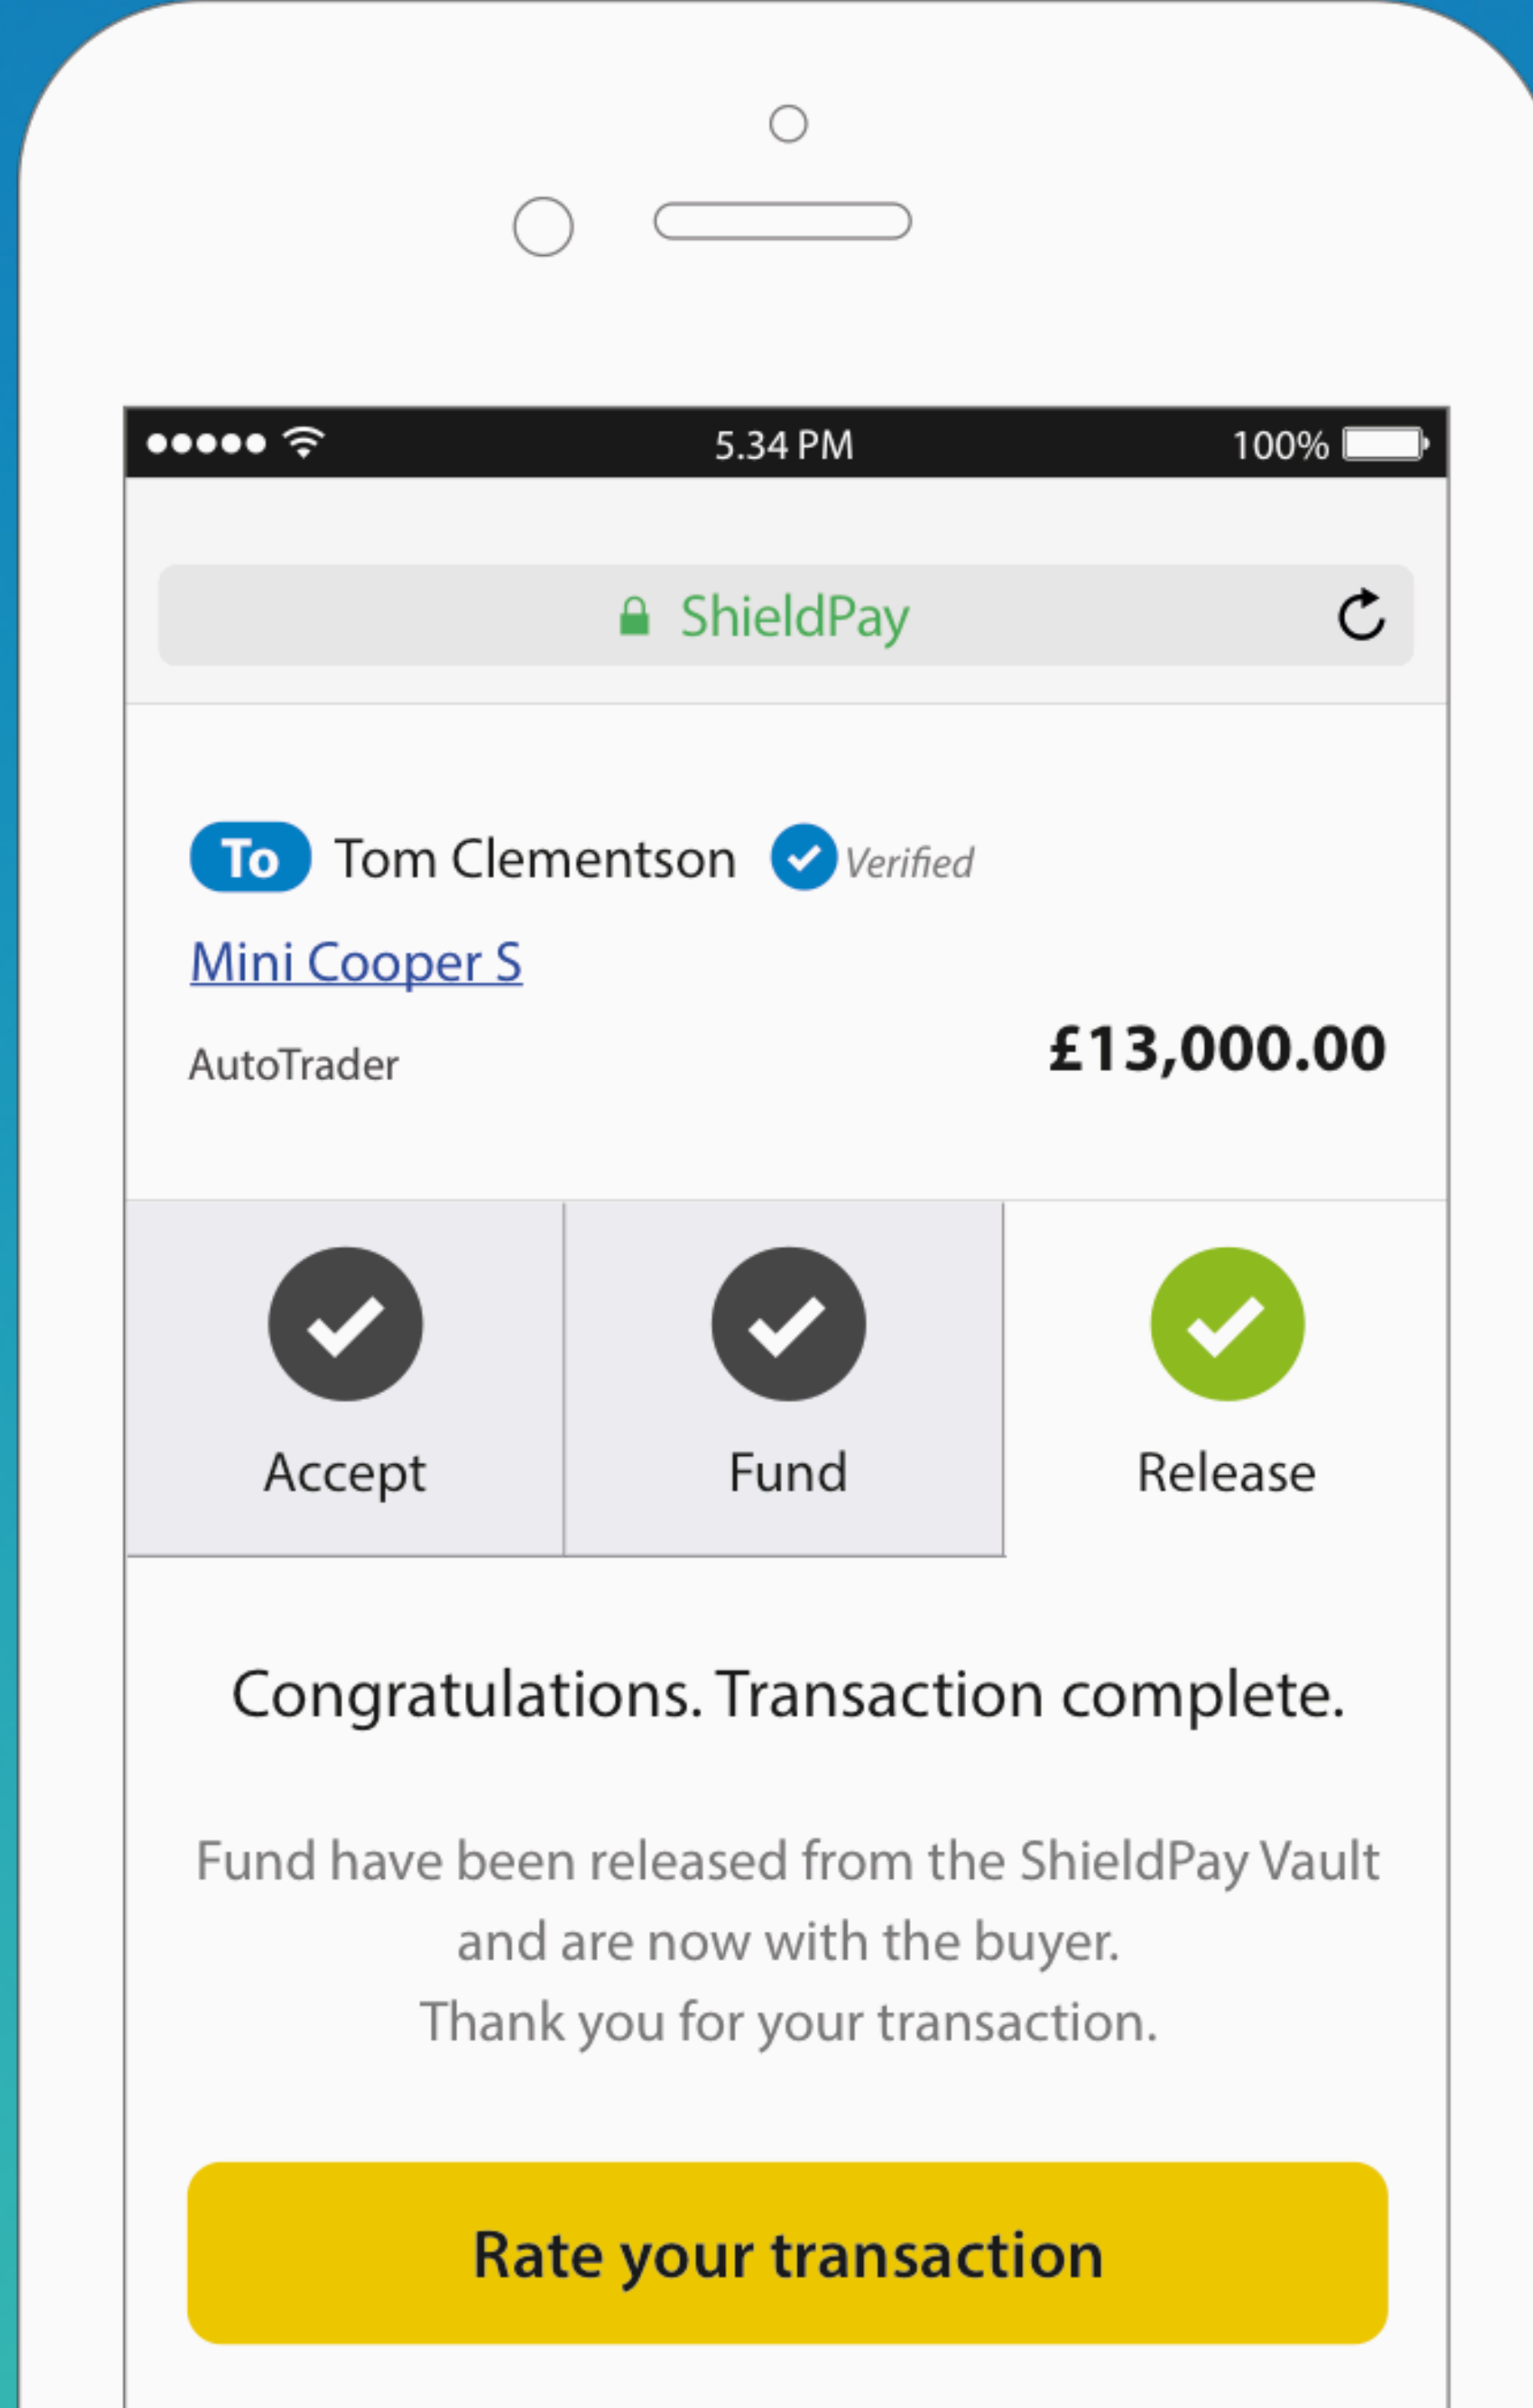 5.34 PM 100%
ShieldPay
To Tom Clementson Verified
Mini Cooper S
AutoTrader
£13,000.00
Accept Fund Release
Congratulations. Transaction complete.
Fund have been released from the ShieldPay Vault
and are now with the buyer.
Thank you for your transaction.
Rate your transaction